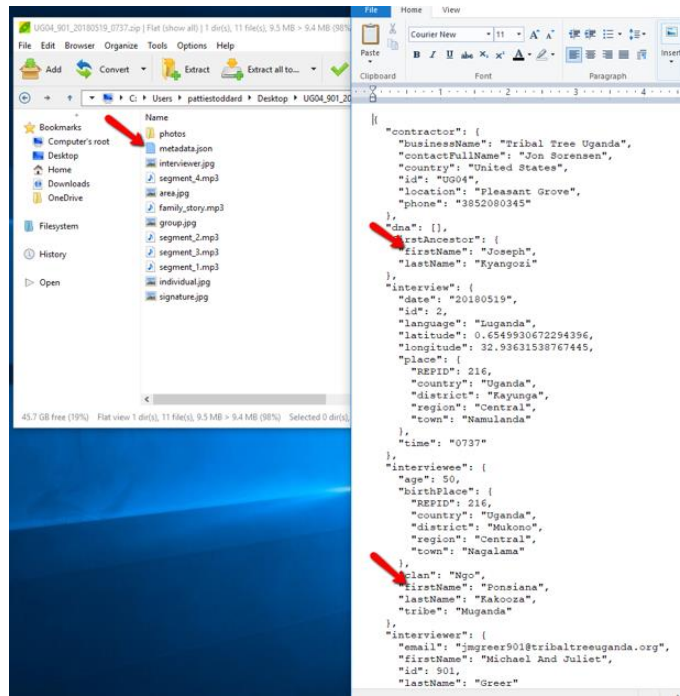 UG04_901_20180519_0737.zip | Flat (show all) | 1 dir(s), 11 file(s), 9.5 MB > 9.4 MB (98%
File Edit Browser Organize Tools Options Help
Add Convert Extract Extract all to...
C: Users pattiestoddard Desktop UG04_901_20
Bookmarks
Computer's root
Desktop
Home
Downloads
OneDrive
Filesystem
History
Open
Name
photos
metadata.json
interviewer.jpg
segment_4.mp3
area.jpg
family_story.mp3
group.jpg
segment_2.mp3
segment_3.mp3
segment_1.mp3
individual.jpg
signature.jpg
45.7 GB free (19%) Flat view 1 dir(s), 11 file(s), 9.5 MB > 9.4 MB (98%) Selected 0 dir(s),
File Home View
Paste
Courier New 11 A A
B I U abc X₂ X² A
Insert
Clipboard Font Paragraph
1 2 3 4
{
"contractor": {
"businessName": "Tribal Tree Uganda",
"contactFullName": "Jon Sorensen",
"country": "United States",
"id": "UG04",
"location": "Pleasant Grove",
"phone": "3852080345"
},
"dna": [],
"firstAncestor": {
"firstName": "Joseph",
"lastName": "Kyangozi"
},
"interview": {
"date": "20180519",
"id": 2,
"language": "Luganda",
"latitude": 0.6549930672294396,
"longitude": 32.93631538767445,
"place": {
"REPID": 216,
"country": "Uganda",
"district": "Kayunga",
"region": "Central",
"town": "Namulanda"
},
"time": "0737"
},
"interviewee": {
"age": 50,
"birthPlace": {
"REPID": 216,
"country": "Uganda",
"district": "Mukono",
"region": "Central",
"town": "Nagalama"
},
"clan": "Ngo",
"firstName": "Ponsiana",
"lastName": "Kakooza",
"tribe": "Muganda"
},
"interviewer": {
"email": "jmgreer901@tribaltreeuganda.org",
"firstName": "Michael And Juliet",
"id": 901,
"lastName": "Greer"